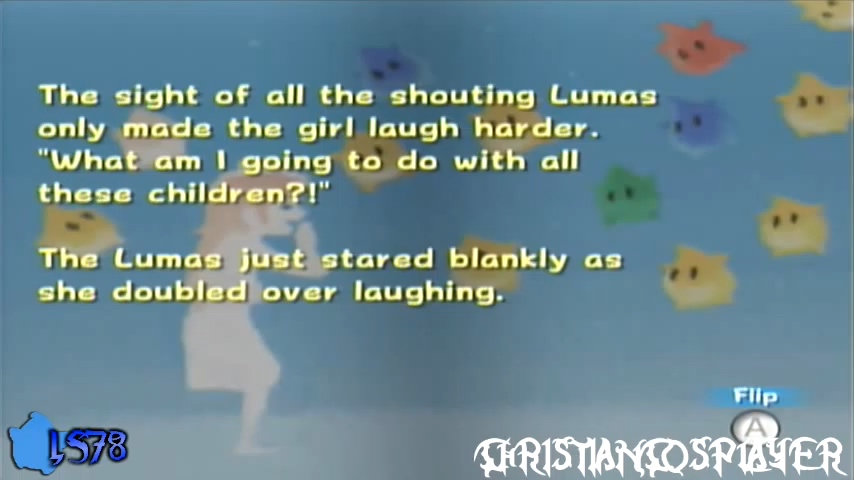 The sight of all the shouting Lumas
only made the girl laugh harder.
"What am I going to do with all
these children?!"
The Lumas just stared blankly as
she doubled over laughing.
Flip
A
LS78
CHRISTIANCOSPLAYER